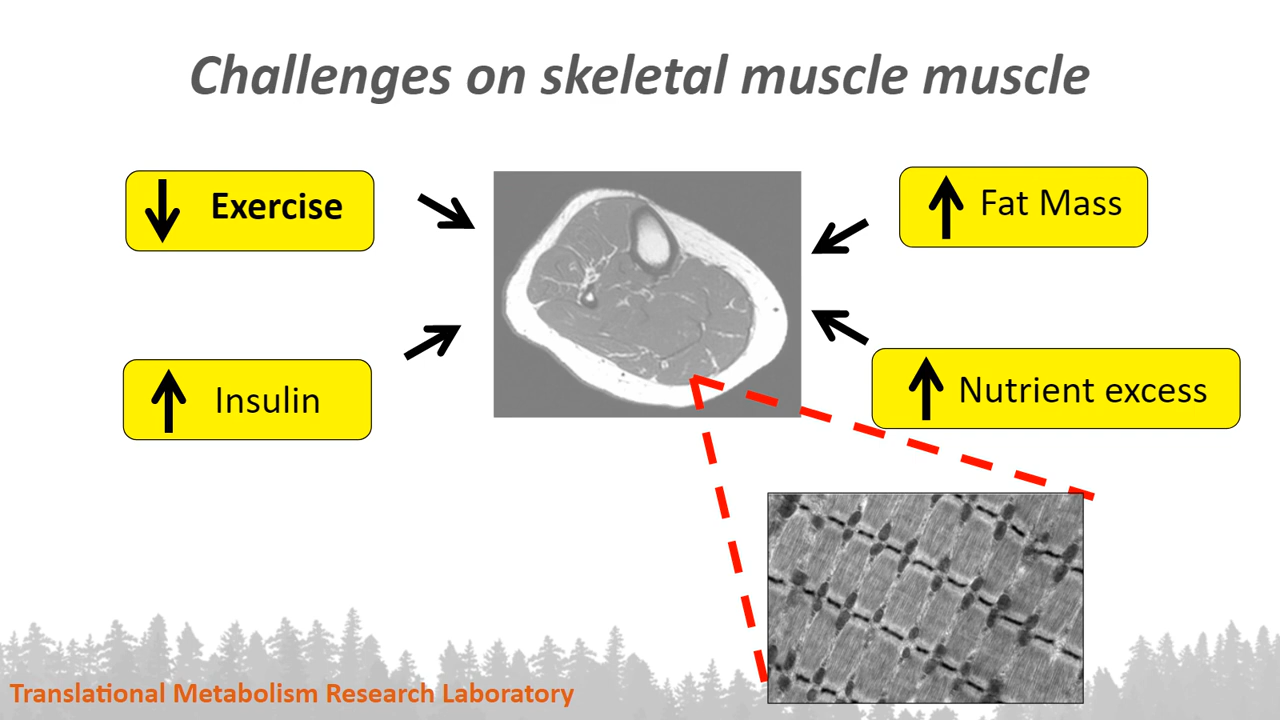 Challenges on skeletal muscle muscle
Exercise
Fat Mass
Insulin
Nutrient excess
Translational Metabolism Research Laboratory